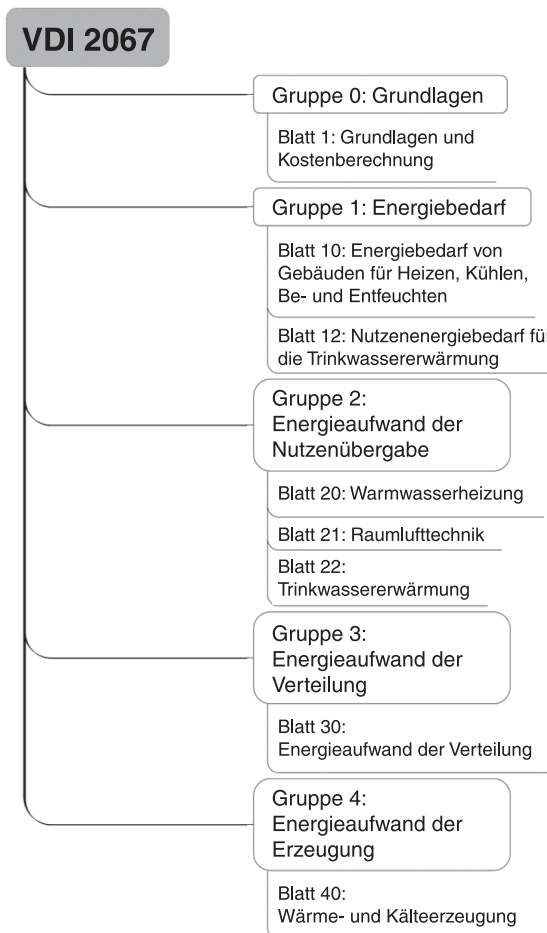 VDI 2067
Gruppe 0: Grundlagen
Blatt 1: Grundlagen und
Kostenberechnung
Gruppe 1: Energiebedarf
Blatt 10: Energiebedarf von
Gebäuden für Heizen, Kühlen,
Be- und Entfeuchten
Blatt 12: Nutzenenergiebedarf für
die Trinkwassererwärmung
Gruppe 2:
Energieaufwand der
Nutzenübergabe
Blatt 20: Warmwasserheizung
Blatt 21: Raumlufttechnik
Blatt 22:
Trinkwassererwärmung
Gruppe 3:
Energieaufwand der
Verteilung
Blatt 30:
Energieaufwand der Verteilung
Gruppe 4:
Energieaufwand der
Erzeugung
Blatt 40:
Wärme- und Kälteerzeugung